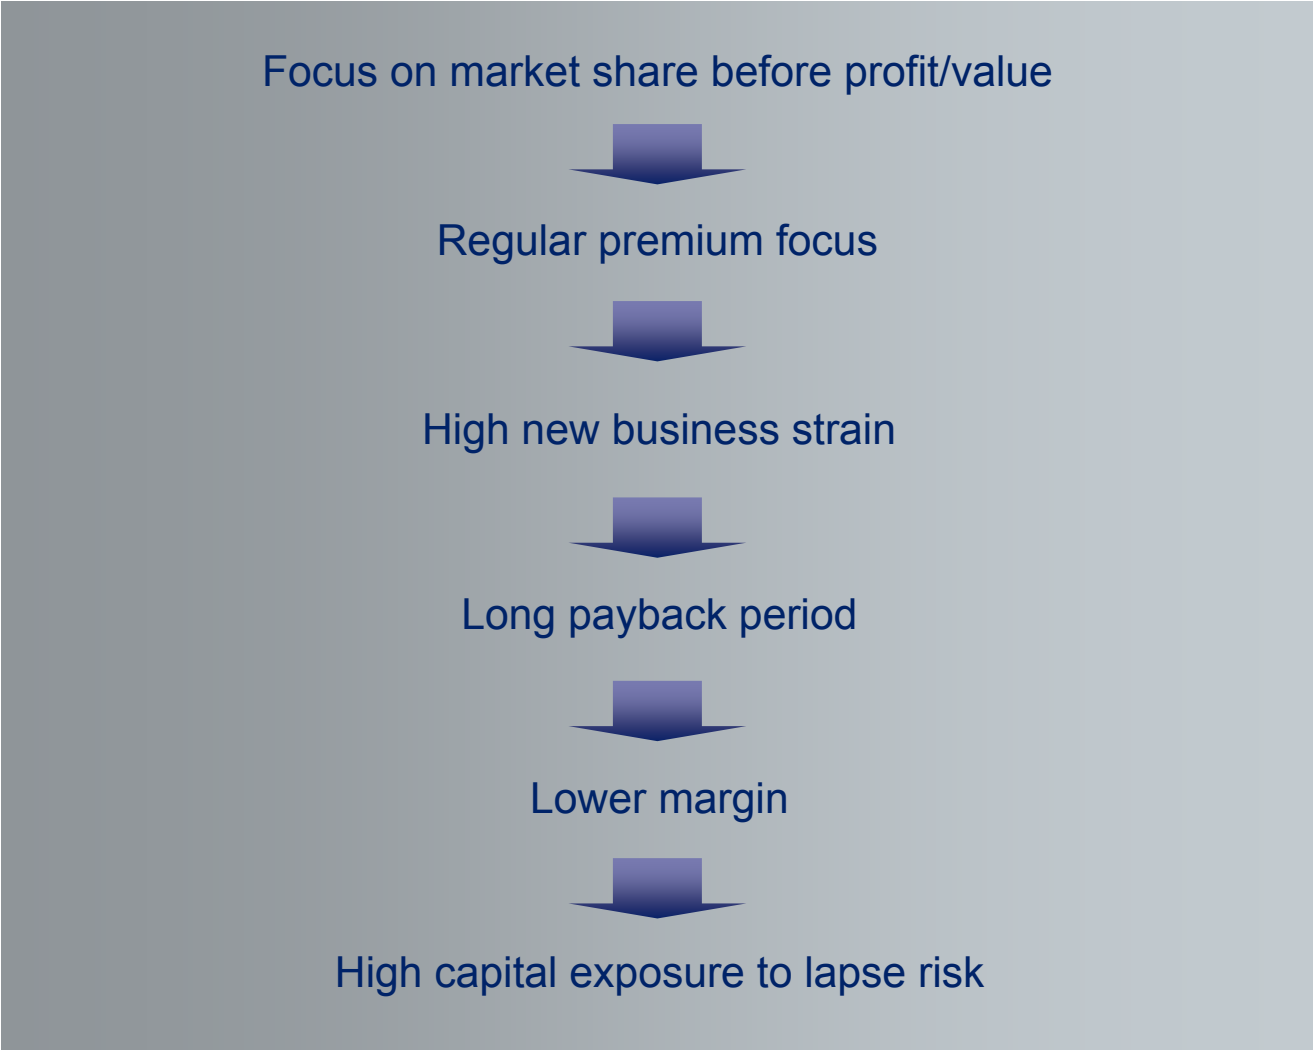 Focus on market share before profit/value
Regular premium focus
High new business strain
Long payback period
Lower margin
High capital exposure to lapse risk